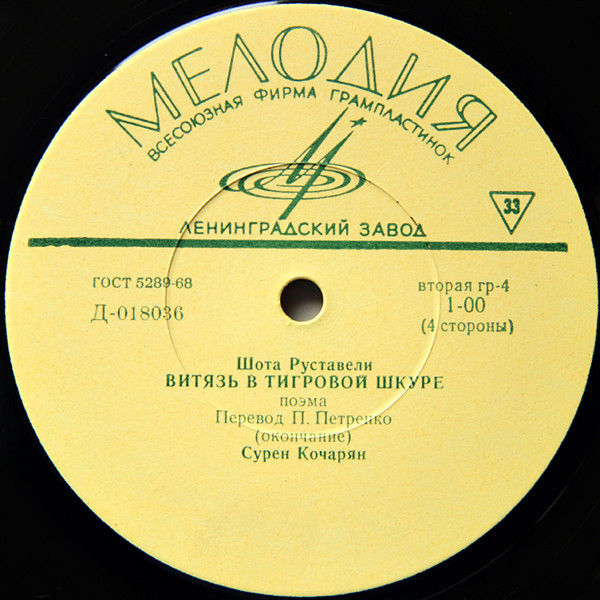 МЕЛОДИЯ
ВСЕСОЮЗНАЯ ФИРМА ГРАМПЛАСТИНОК
ЛЕНИНГРАДСКИЙ ЗАВОД
33
ГОСТ 5289-68
Д-018036
вторая гр-4
1-00
(4 стороны)
Шота Руставели
ВИТЯЗЬ В ТИГРОВОЙ ШКУРЕ
поэма
Перевод П. Петренко
(окончание)
Сурен Кочарян